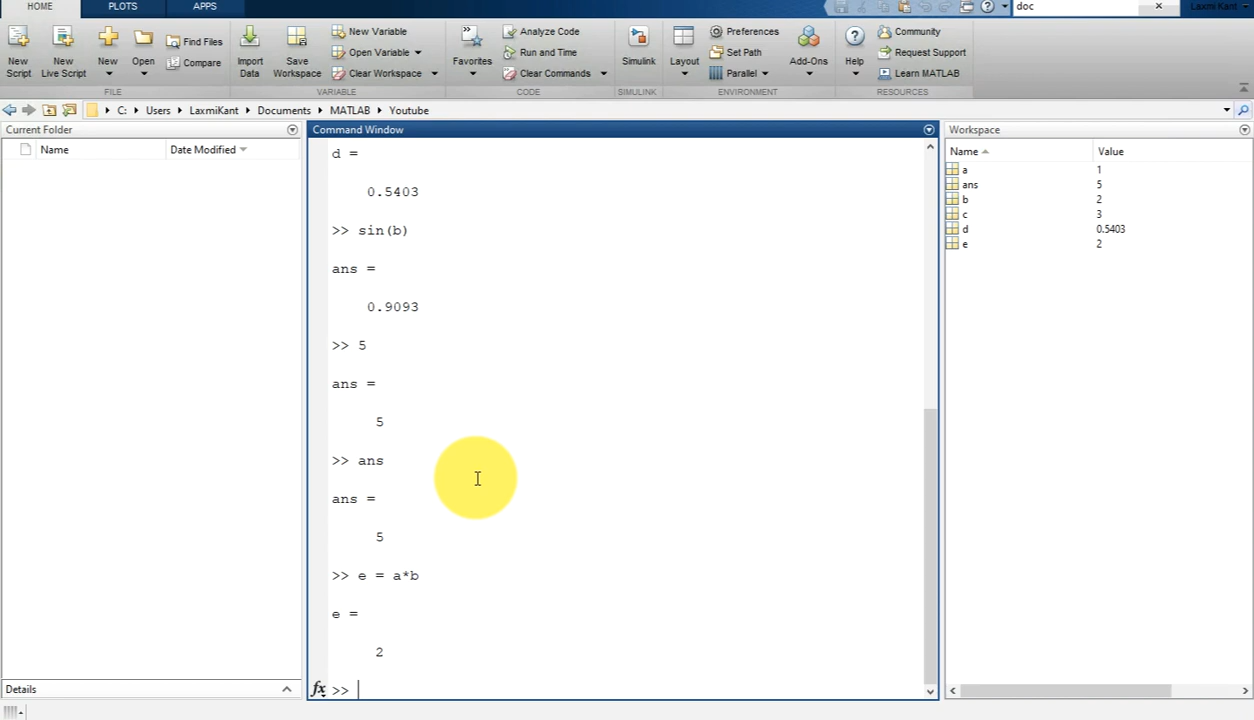 HOME PLOTS APPS doc Laxmi Kant
New Script New Live Script New Open Find Files Compare Import Data Save Workspace New Variable Open Variable Clear Workspace Favorites Analyze Code Run and Time Clear Commands Simulink Layout Preferences Set Path Parallel Add-Ons Help Community Request Support Learn MATLAB
FILE VARIABLE CODE SIMULINK ENVIRONMENT RESOURCES
C: Users LaxmiKant Documents MATLAB Youtube
Current Folder
Name Date Modified
Details
Command Window
d =
0.5403
>> sin(b)
ans =
0.9093
>> 5
ans =
5
>> ans
ans =
5
>> e = a*b
e =
2
fx >>
Workspace
Name Value
a 1
ans 5
b 2
c 3
d 0.5403
e 2